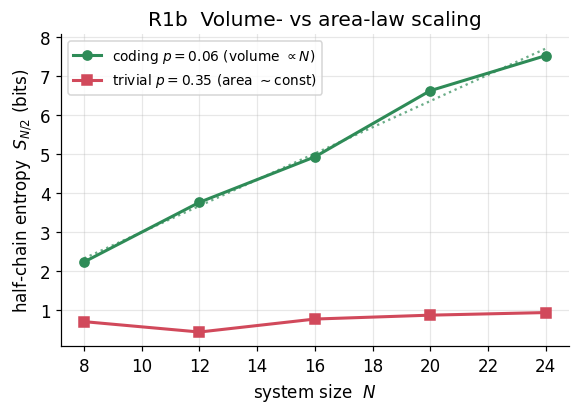 R1b  Volume- vs area-law scaling
coding p = 0.06 (volume ∝ N)
trivial p = 0.35 (area ∼ const)
half-chain entropy  S_{N/2} (bits)
8
7
6
5
4
3
2
1
8 10 12 14 16 18 20 22 24
system size  N